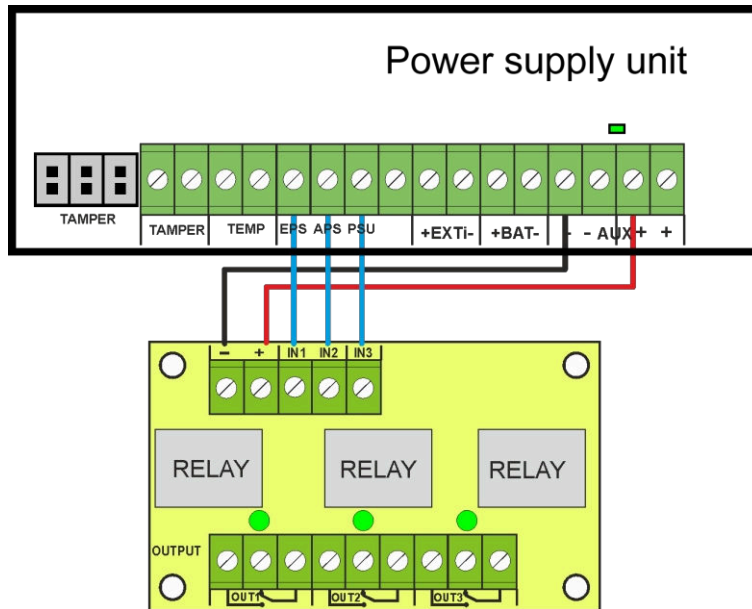 Power supply unit
TAMPER
TAMPER TEMP EPS APS PSU +EXTi- +BAT- - - AUX + +
- + IN1 IN2 IN3
RELAY RELAY RELAY
OUTPUT
OUT1 OUT2 OUT3